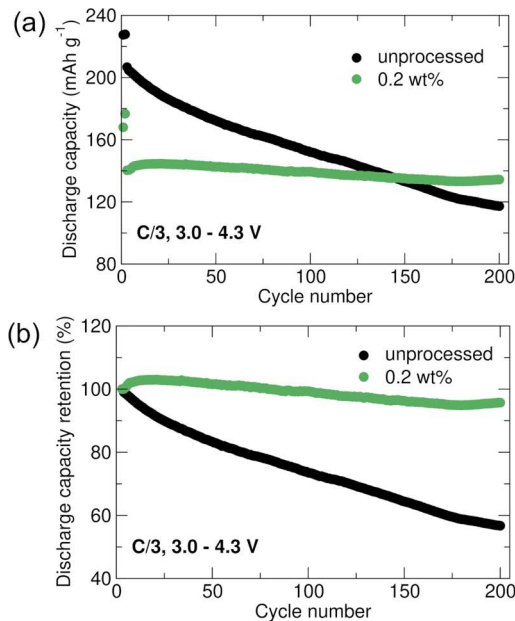 (a)
240
200
160
120
80
Discharge capacity (mAh g⁻¹)
unprocessed
0.2 wt%
C/3, 3.0 - 4.3 V
0 50 100 150 200
Cycle number
(b)
120
100
80
60
40
Discharge capacity retention (%)
unprocessed
0.2 wt%
C/3, 3.0 - 4.3 V
0 50 100 150 200
Cycle number